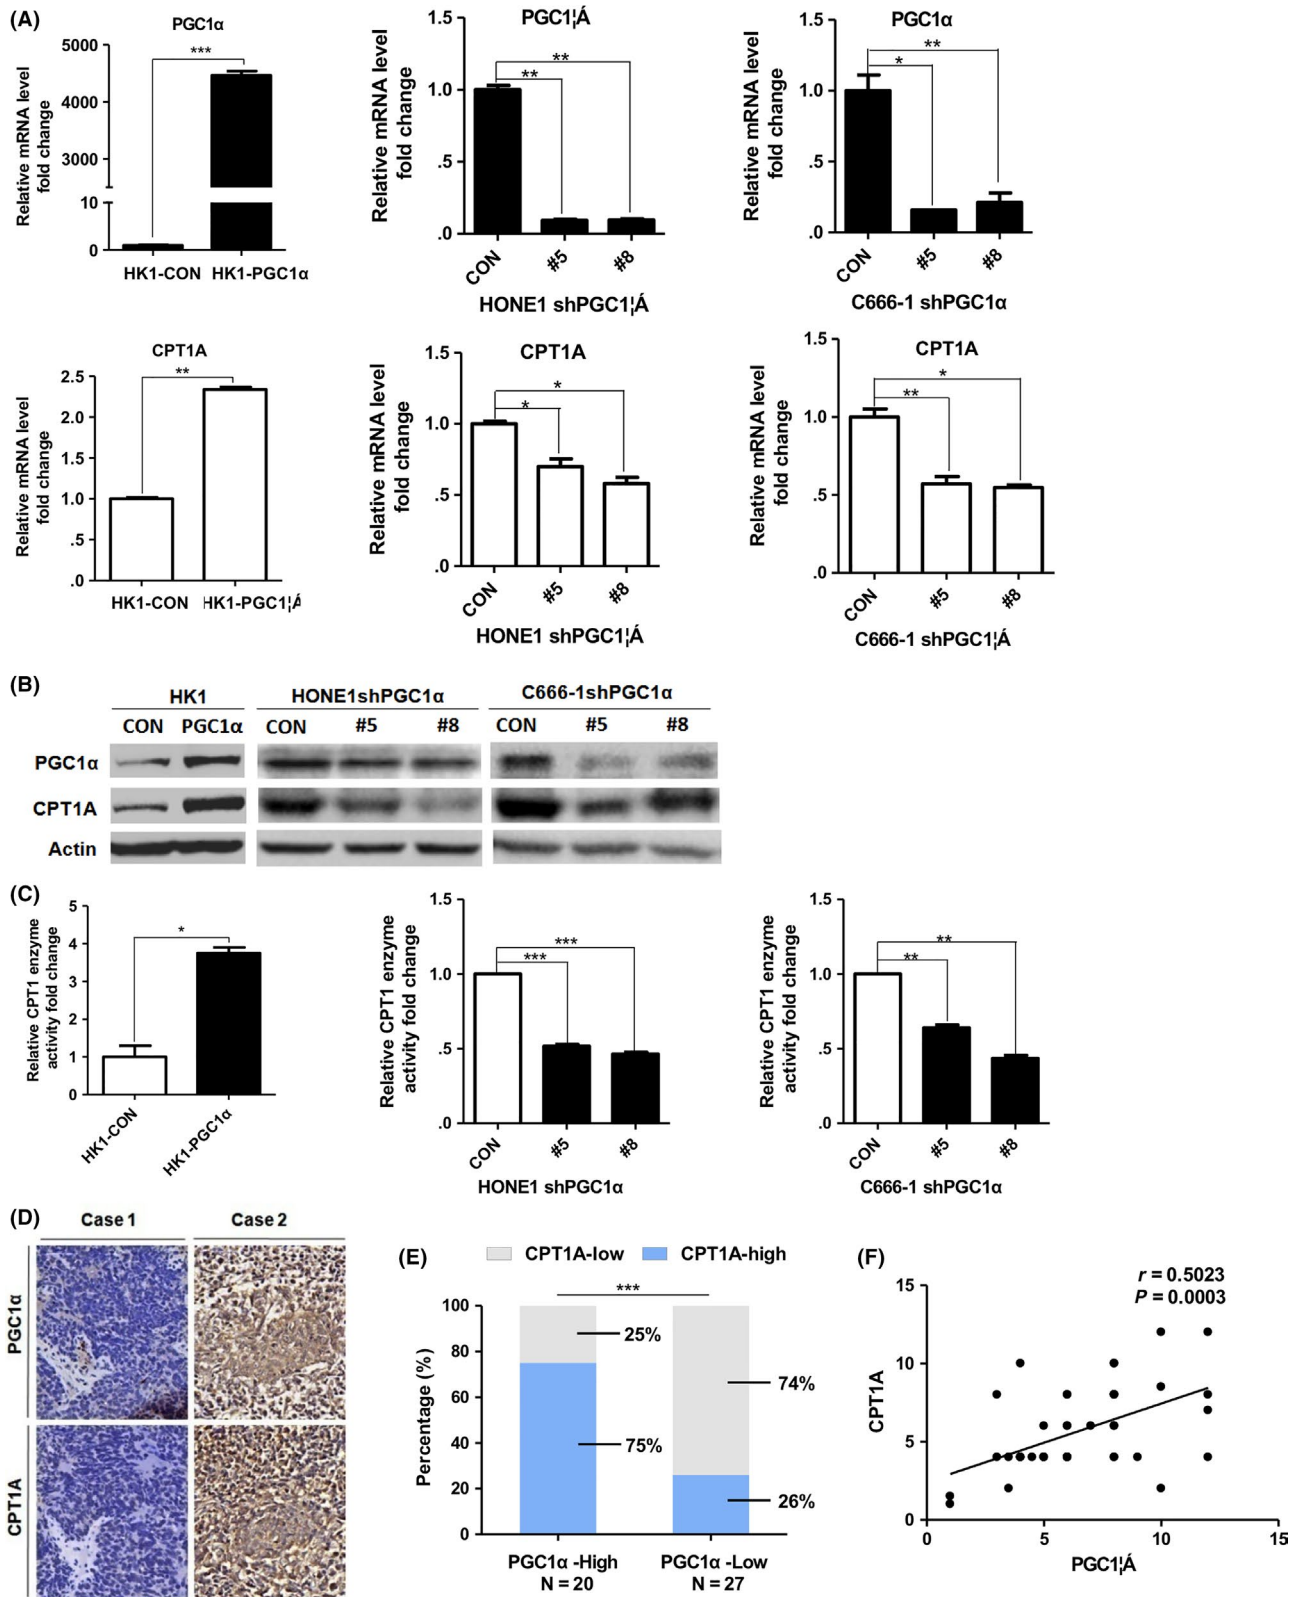 (A)
PGC1α
Relative mRNA level
fold change
5000
4000
3000
10
0
***
HK1-CON
HK1-PGC1α
PGC1¦Á
Relative mRNA level
fold change
1.5
1.0
.5
.0
**
**
CON
#5
#8
HONE1 shPGC1¦Á
PGC1α
Relative mRNA level
fold change
1.5
1.0
.5
.0
**
*
CON
#5
#8
C666-1 shPGC1α
CPT1A
Relative mRNA level
fold change
2.5
2.0
1.5
1.0
.5
.0
**
HK1-CON
HK1-PGC1¦Á
CPT1A
Relative mRNA level
fold change
1.5
1.0
.5
.0
*
*
CON
#5
#8
HONE1 shPGC1¦Á
CPT1A
Relative mRNA level
fold change
1.5
1.0
.5
.0
*
**
CON
#5
#8
C666-1 shPGC1¦Á
(B)
HK1
HONE1shPGC1α
C666-1shPGC1α
CON PGC1α CON #5 #8 CON #5 #8
PGC1α
CPT1A
Actin
(C)
Relative CPT1 enzyme
activity fold change
5
4
3
2
1
0
*
HK1-CON
HK1-PGC1α
Relative CPT1 enzyme
activity fold change
1.5
1.0
.5
.0
***
***
CON
#5
#8
HONE1 shPGC1α
Relative CPT1 enzyme
activity fold change
1.5
1.0
.5
.0
**
**
CON
#5
#8
C666-1 shPGC1α
(D)
Case 1
Case 2
PGC1α
CPT1A
(E)
CPT1A-low
CPT1A-high
***
Percentage (%)
100
80
60
40
20
0
25%
75%
74%
26%
PGC1α -High
N = 20
PGC1α -Low
N = 27
(F)
r = 0.5023
P = 0.0003
CPT1A
15
10
5
0
0
5
10
15
PGC1¦Á